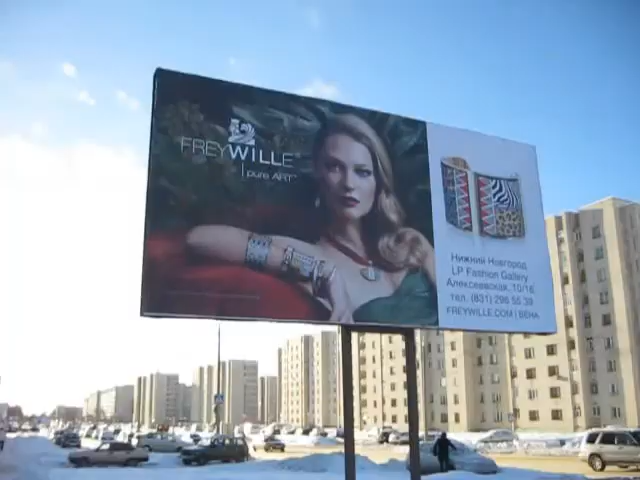 FREYWILLE
pure ART
Нижний Новгород
LP Fashion Gallery
Алексеевская, 10/16
тел. (831) 296 55 39
FREYWILLE.COM | ВЕНА